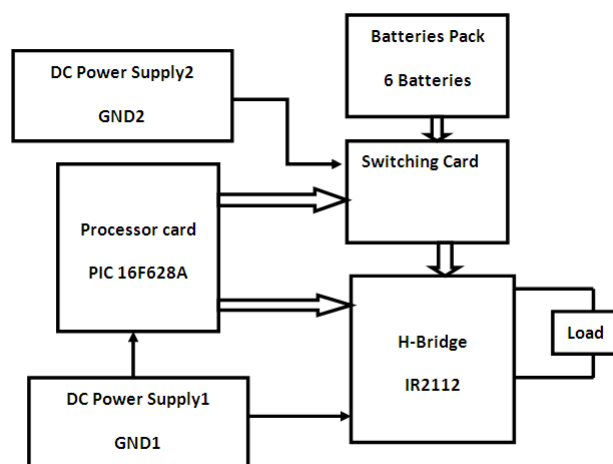 Batteries Pack
6 Batteries
DC Power Supply2
GND2
Switching Card
Processor card
PIC 16F628A
H-Bridge
IR2112
Load
DC Power Supply1
GND1